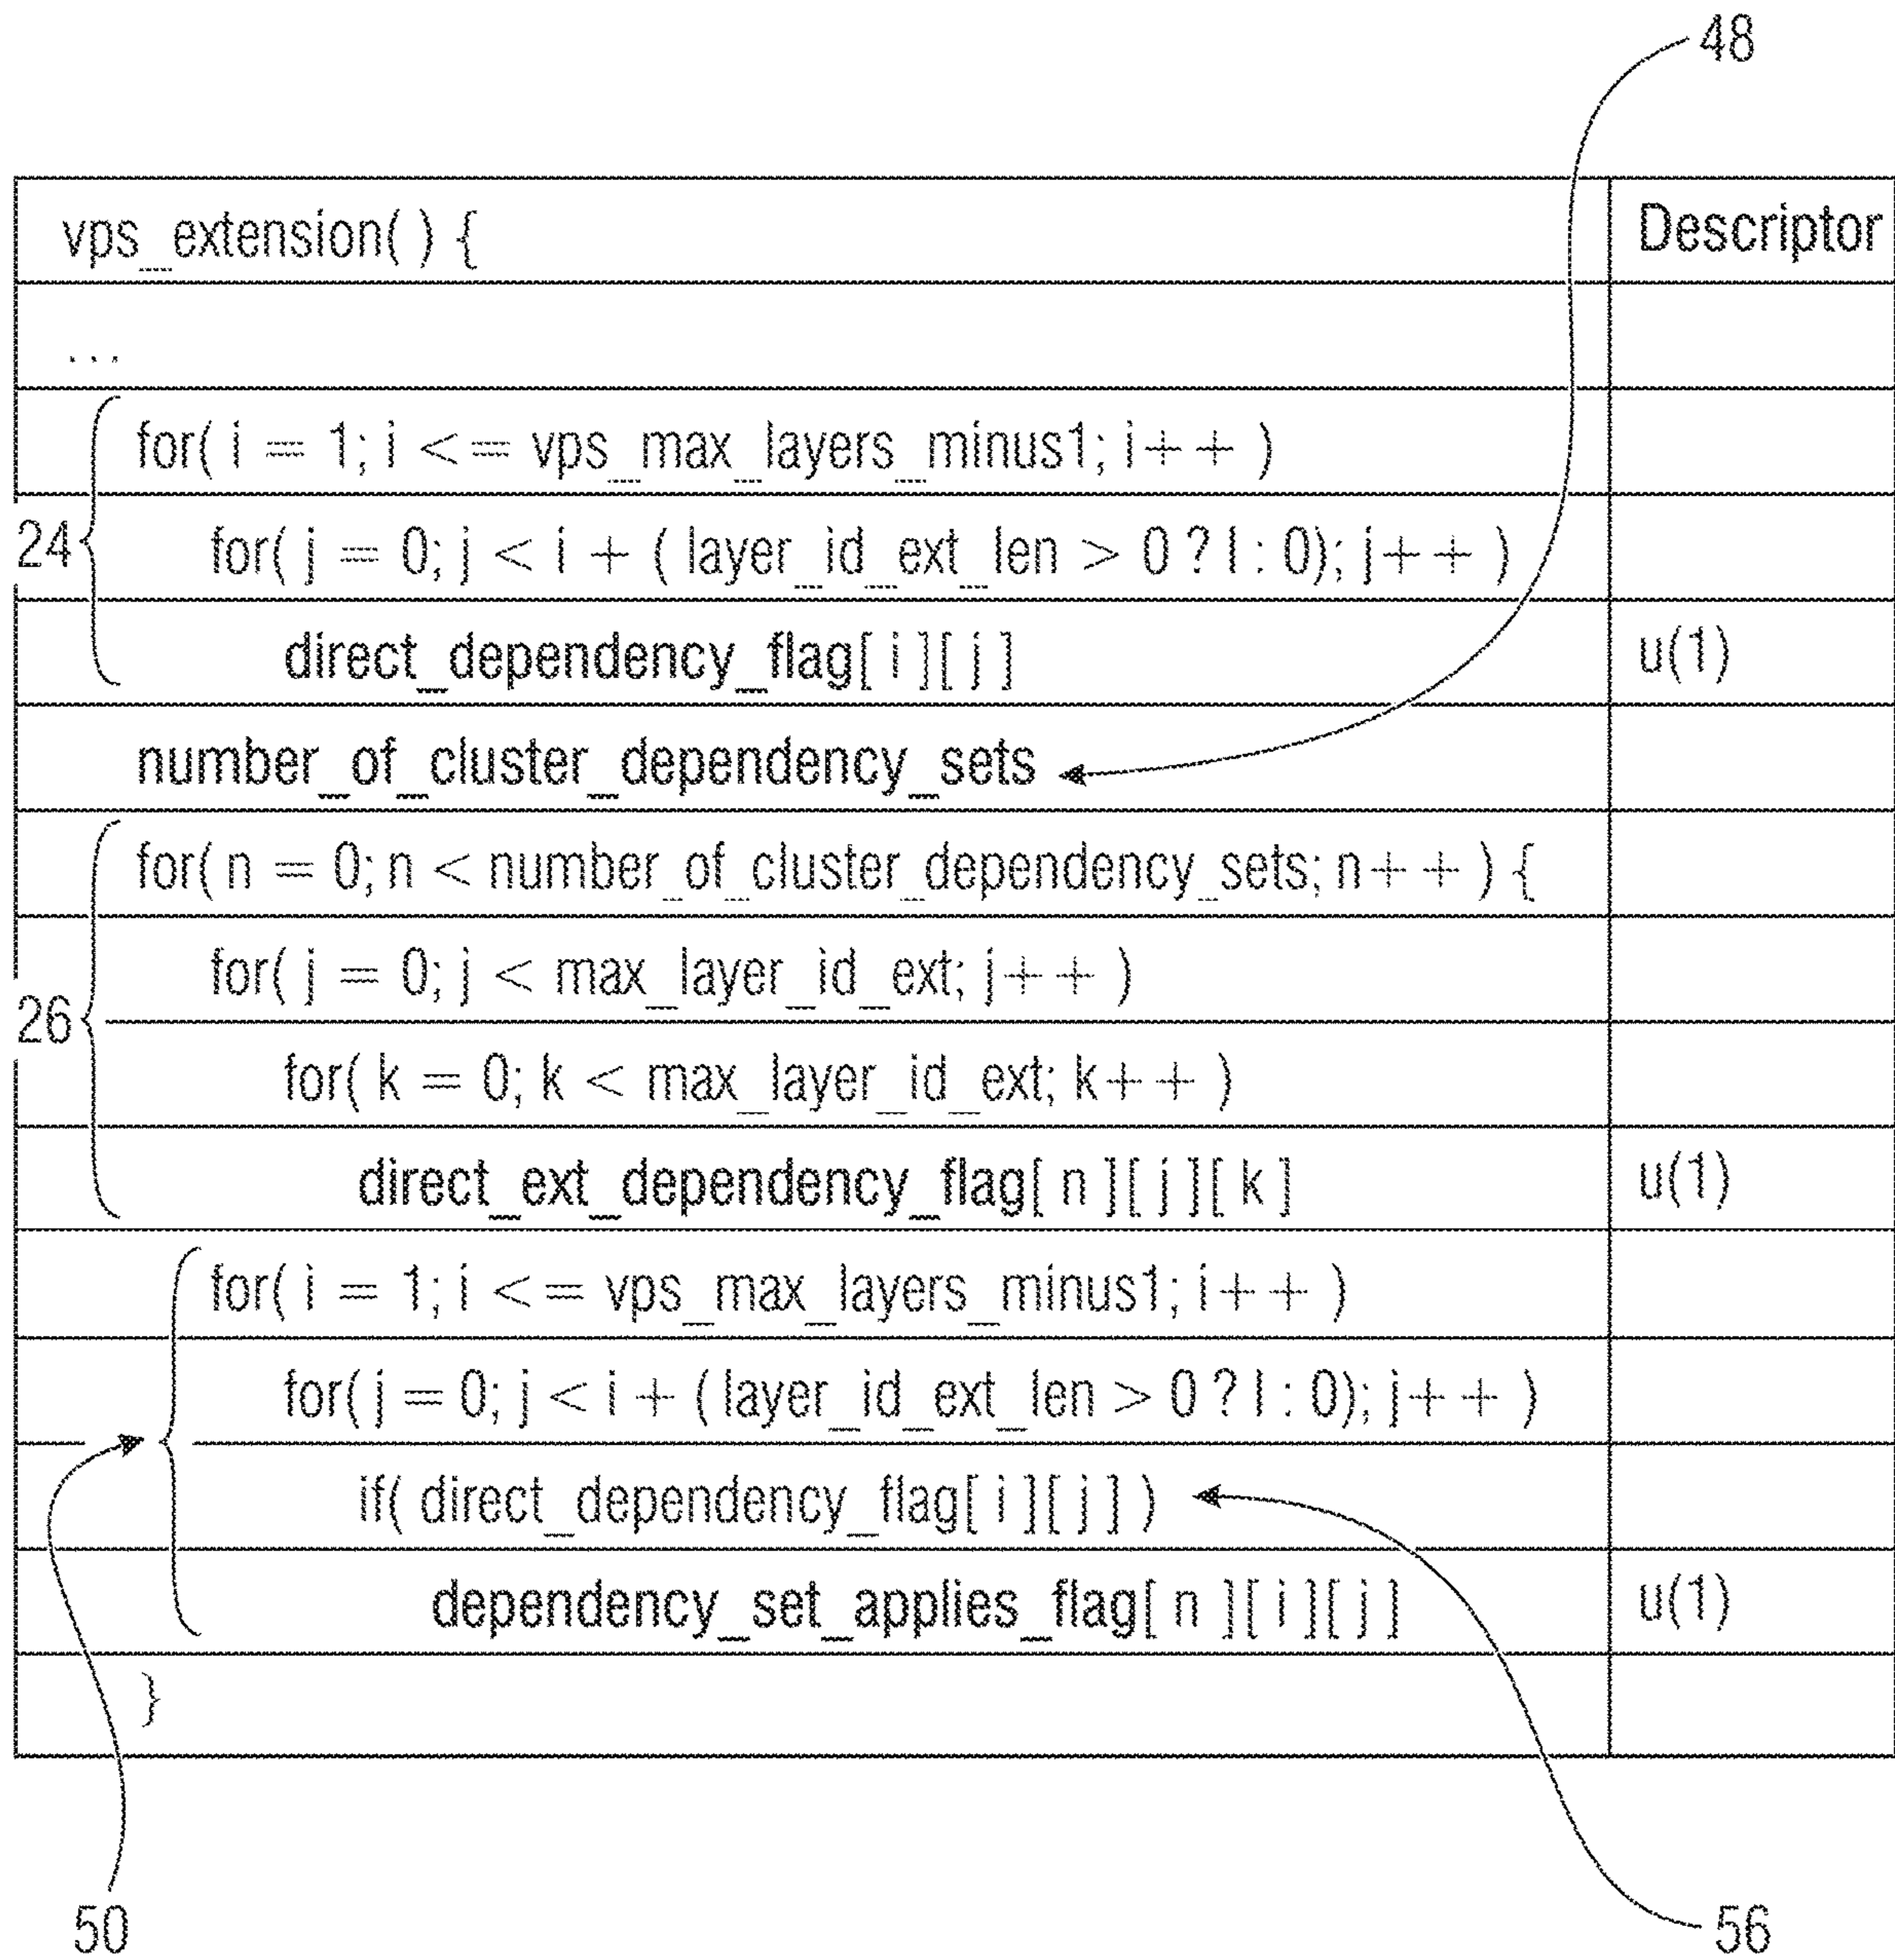 48
vps_extension( ) { Descriptor
...
for( i = 1; i <= vps_max_layers_minus1; i++ )
24
for( j = 0; j < i + ( layer_id_ext_len > 0 ? l : 0); j++ )
direct_dependency_flag[ i ][ j ] u(1)
number_of_cluster_dependency_sets
for( n = 0; n < number_of_cluster_dependency_sets; n++ ) {
for( j = 0; j < max_layer_id_ext; j++ )
26
for( k = 0; k < max_layer_id_ext; k++ )
direct_ext_dependency_flag[ n ][ j ][ k ] u(1)
for( i = 1; i <= vps_max_layers_minus1; i++ )
for( j = 0; j < i + ( layer_id_ext_len > 0 ? l : 0); j++ )
if( direct_dependency_flag[ i ][ j ] )
dependency_set_applies_flag[ n ][ i ][ j ] u(1)
}
50
56